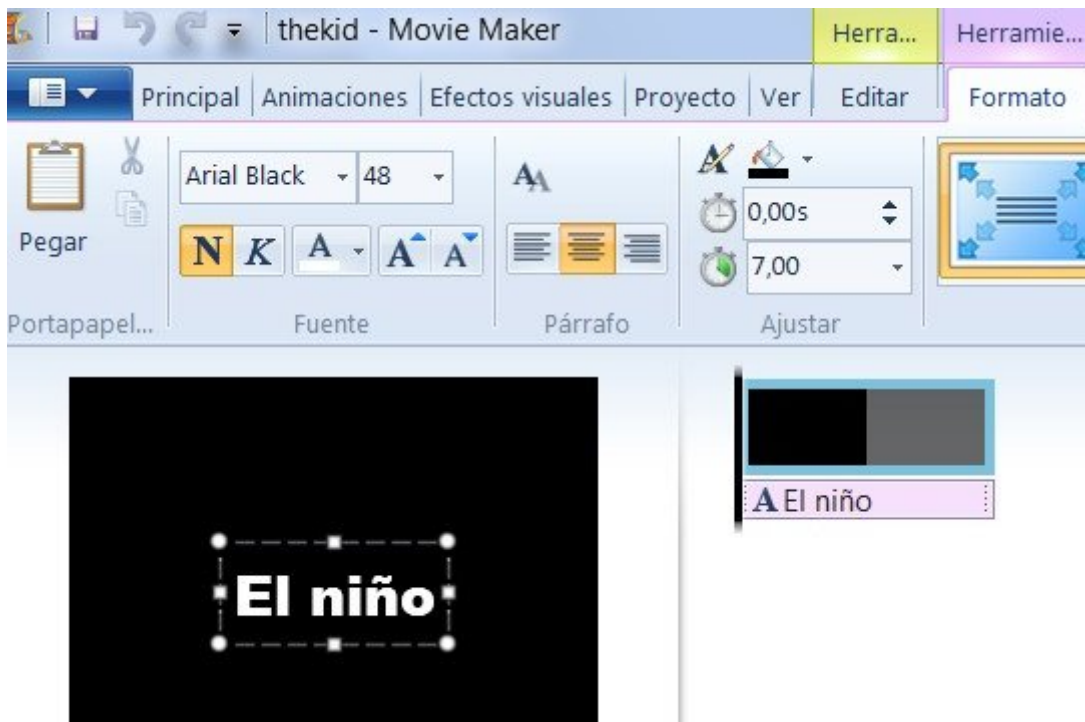 thekid - Movie Maker
Herra...
Herramie...
Principal
Animaciones
Efectos visuales
Proyecto
Ver
Editar
Formato
Pegar
Portapapel...
Arial Black
48
N K A A A
Fuente
AA
Párrafo
A
0,00s
7,00
Ajustar
El niño
A El niño